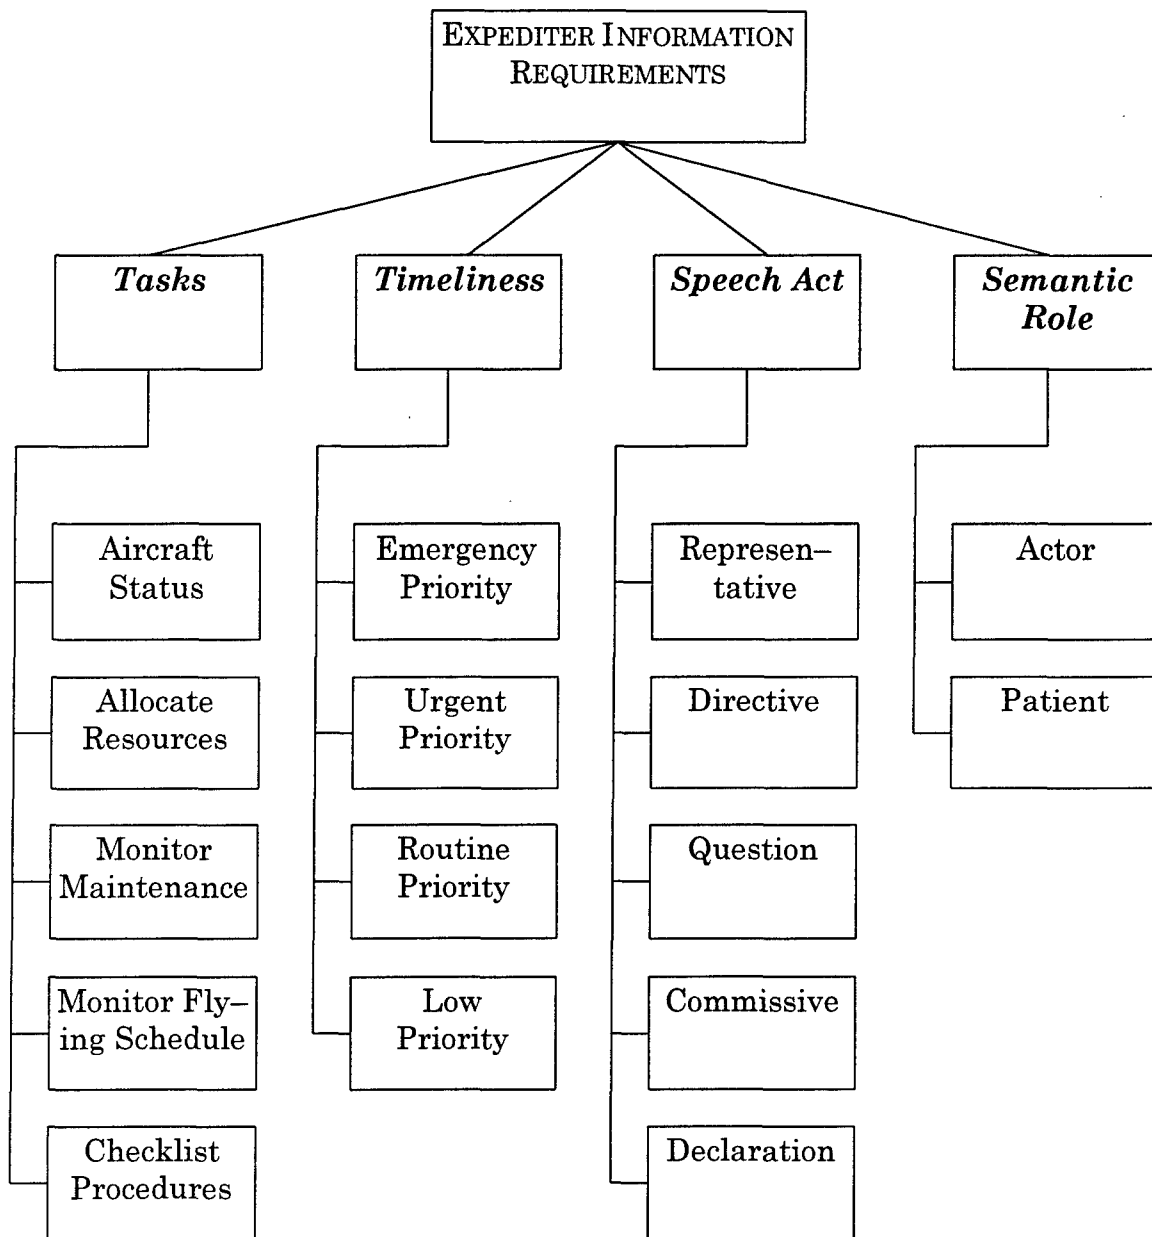 EXPEDITER INFORMATION
REQUIREMENTS
Tasks
Timeliness
Speech Act
Semantic
Role
Aircraft
Status
Allocate
Resources
Monitor
Maintenance
Monitor Fly–
ing Schedule
Checklist
Procedures
Emergency
Priority
Urgent
Priority
Routine
Priority
Low
Priority
Represen–
tative
Directive
Question
Commissive
Declaration
Actor
Patient